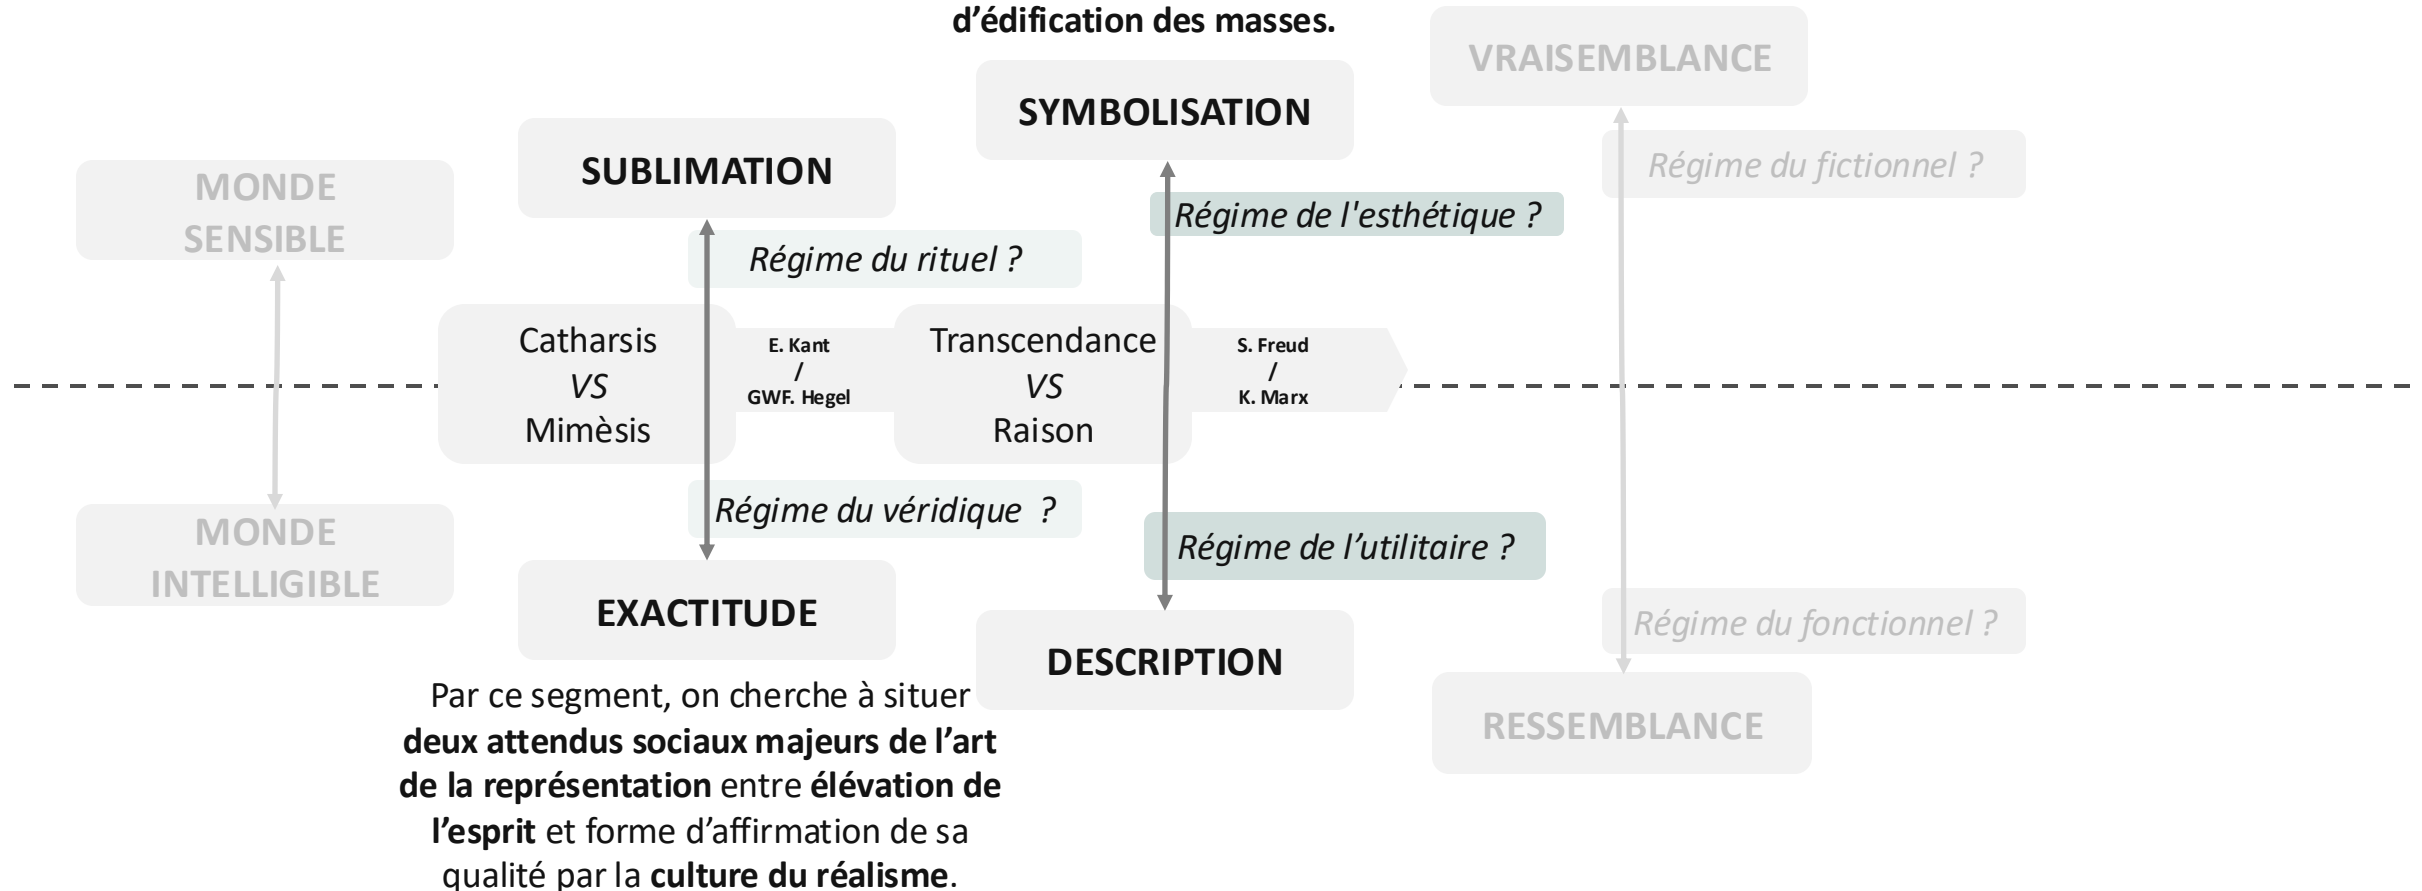 d’édification des masses.
VRAISEMBLANCE
SYMBOLISATION
SUBLIMATION
Régime du fictionnel ?
MONDE
SENSIBLE
Régime de l'esthétique ?
Régime du rituel ?
Catharsis
VS
Mimèsis
E. Kant
/
GWF. Hegel
Transcendance
VS
Raison
S. Freud
/
K. Marx
Régime du véridique ?
Régime de l’utilitaire ?
MONDE
INTELLIGIBLE
EXACTITUDE
Régime du fonctionnel ?
DESCRIPTION
RESSEMBLANCE
Par ce segment, on cherche à situer
deux attendus sociaux majeurs de l’art
de la représentation entre élévation de
l’esprit et forme d’affirmation de sa
qualité par la culture du réalisme.